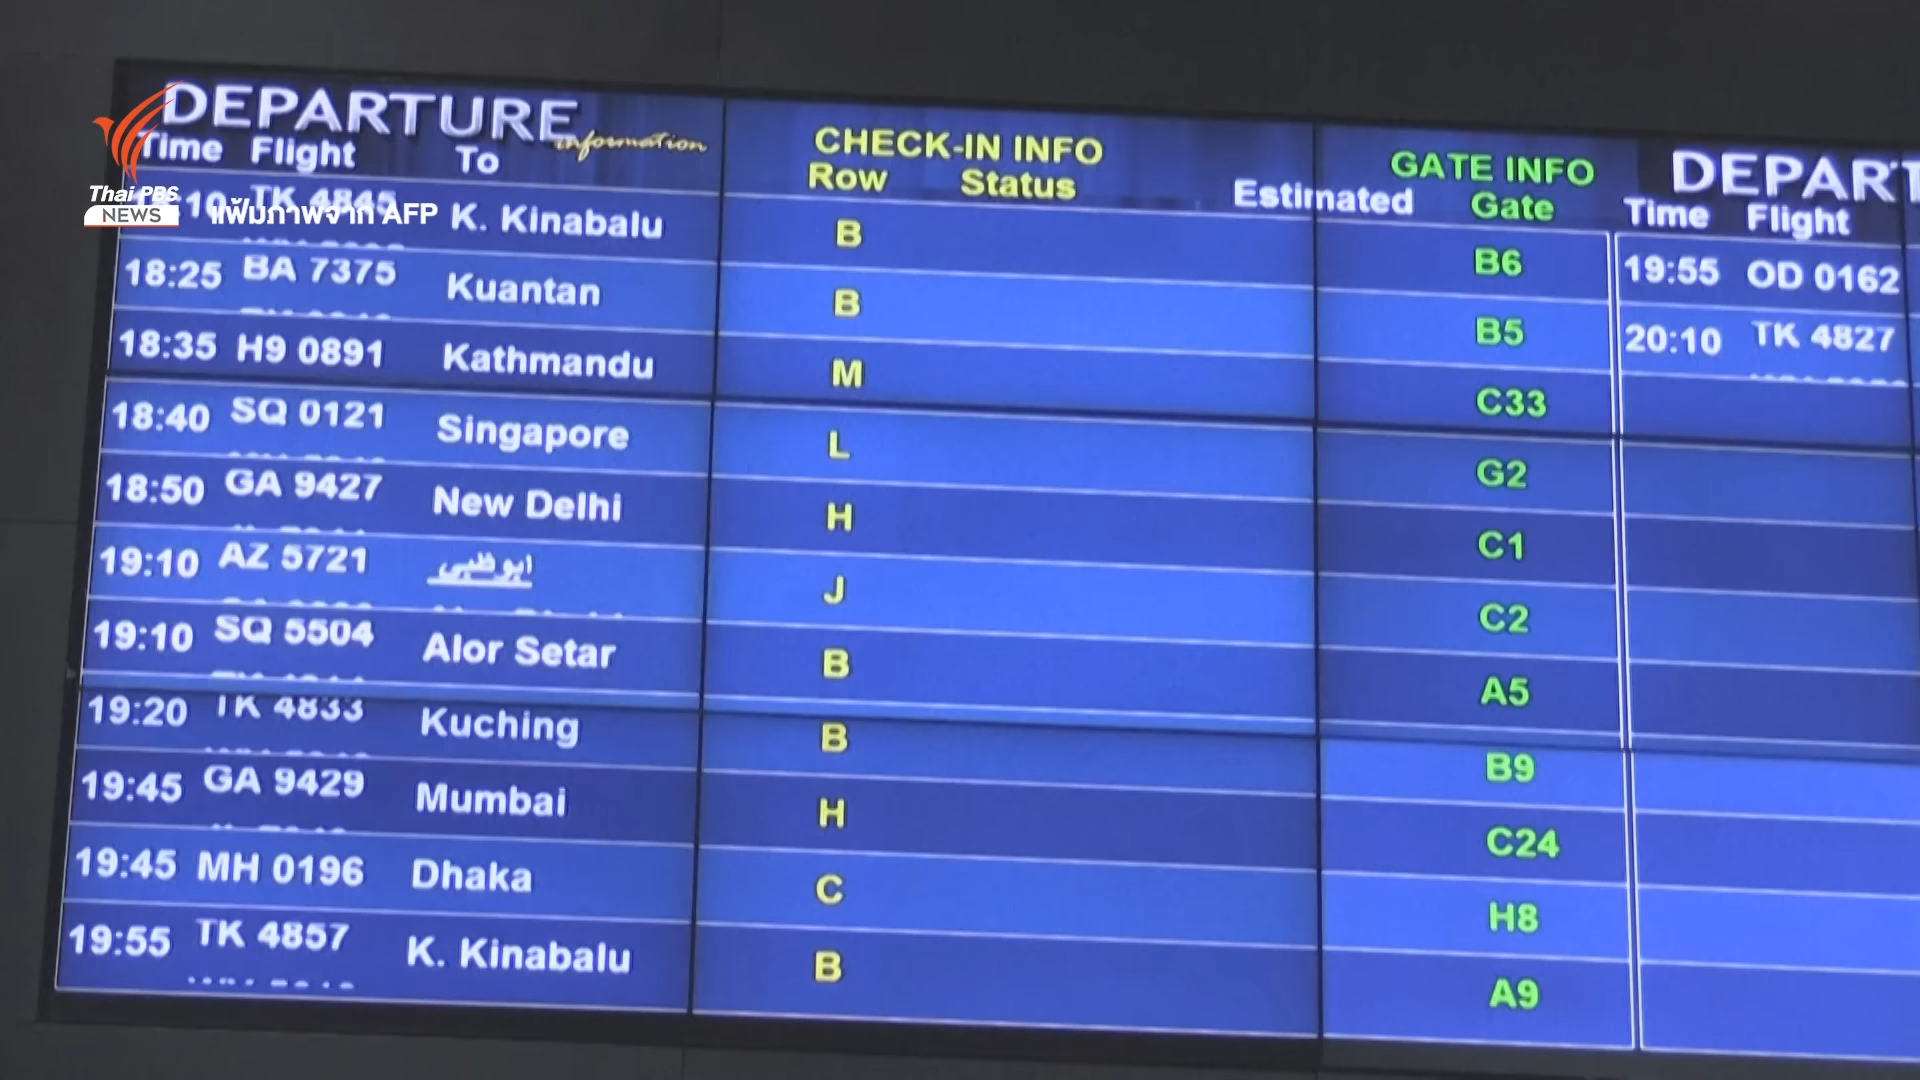 DEPARTURE information
Time Flight To
CHECK-IN INFO
Row Status
Estimated
GATE INFO
Gate
DEPART
Time Flight
Thai PBS
NEWS
แฟ้มภาพจาก AFP
10 TK 4845 K. Kinabalu B B6
18:25 BA 7375 Kuantan B B5
18:35 H9 0891 Kathmandu M C33
18:40 SQ 0121 Singapore L G2
18:50 GA 9427 New Delhi H C1
19:10 AZ 5721 ابوظبی J C2
19:10 SQ 5504 Alor Setar B A5
19:20 TK 4833 Kuching B B9
19:45 GA 9429 Mumbai H C24
19:45 MH 0196 Dhaka C H8
19:55 TK 4857 K. Kinabalu B A9
19:55 OD 0162
20:10 TK 4827